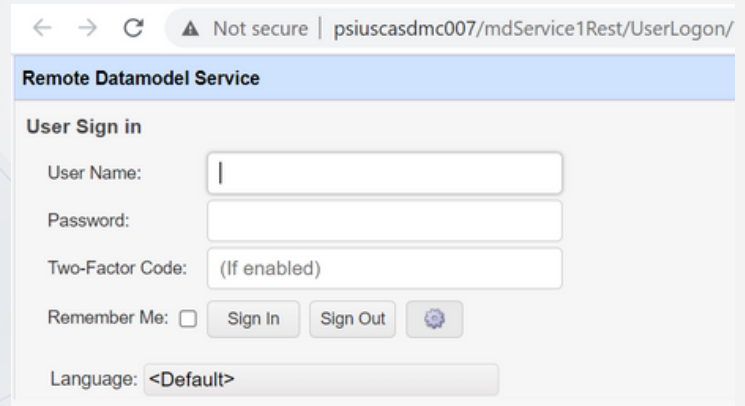 Not secure | psiuscasdmc007/mdService1Rest/UserLogon/
Remote Datamodel Service
User Sign in
User Name:
Password:
Two-Factor Code: (If enabled)
Remember Me: Sign In Sign Out
Language: <Default>